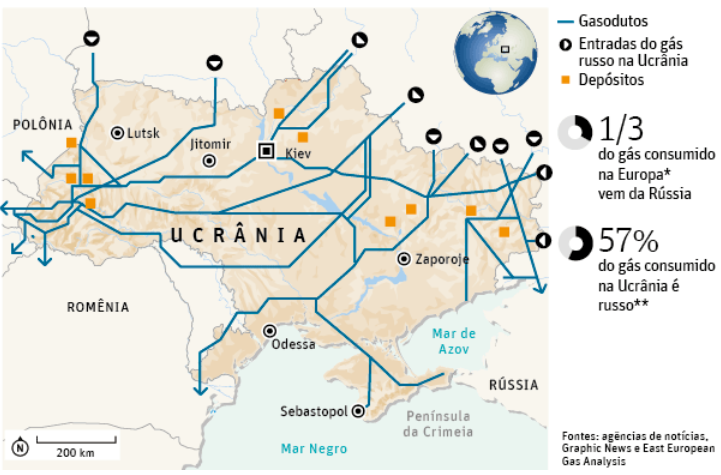 Gasodutos
Entradas do gás
russo na Ucrânia
Depósitos
1/3
do gás consumido
na Europa*
vem da Rússia
57%
do gás consumido
na Ucrânia é
russo**
POLÔNIA
Lutsk
Jitomir
Kiev
UCRÂNIA
Zaporoje
ROMÊNIA
Odessa
Mar de
Azov
RÚSSIA
Sebastopol
Península
da Crimeia
Mar Negro
N
200 km
Fontes: agências de notícias,
Graphic News e East European
Gas Analysis